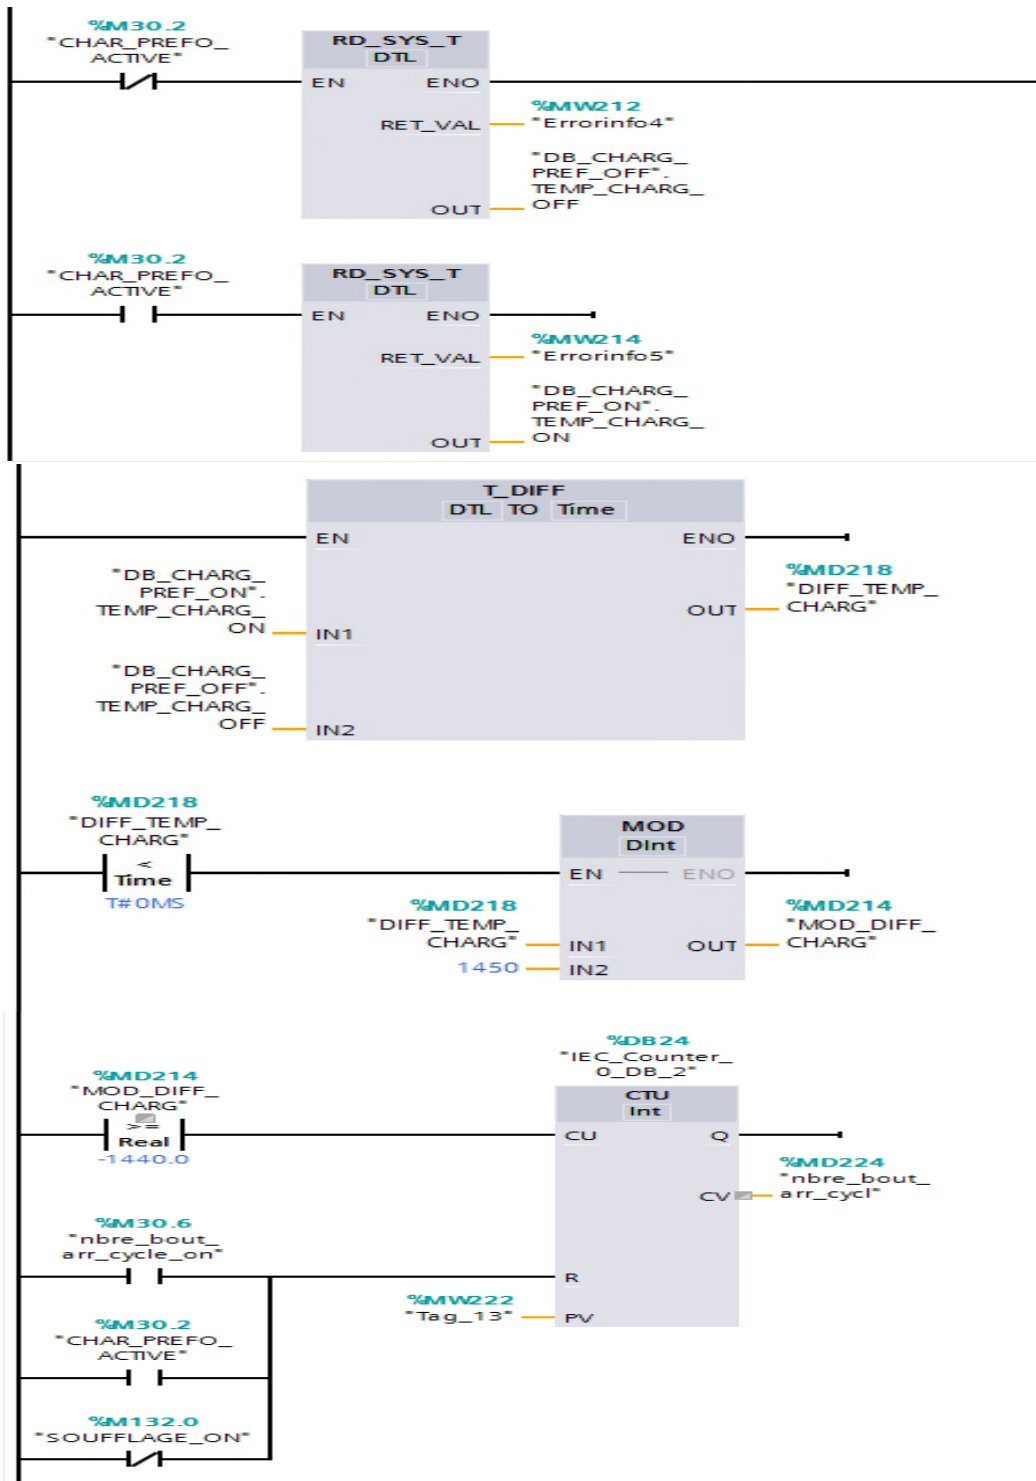 %M30.2
"CHAR_PREFO_
ACTIVE"
RD_SYS_T
DTL
EN
ENO
%MW212
RET_VAL
"Errorinfo4"
"DB_CHARG_
PREF_OFF".
TEMP_CHARG_
OUT
OFF
%M30.2
"CHAR_PREFO_
ACTIVE"
RD_SYS_T
DTL
EN
ENO
%MW214
RET_VAL
"Errorinfo5"
"DB_CHARG_
PREF_ON".
TEMP_CHARG_
OUT
ON
T_DIFF
DTL TO Time
EN
ENO
"DB_CHARG_
PREF_ON".
TEMP_CHARG_
ON
IN1
%MD218
"DIFF_TEMP_
OUT
CHARG"
"DB_CHARG_
PREF_OFF".
TEMP_CHARG_
OFF
IN2
%MD218
"DIFF_TEMP_
CHARG"
<
Time
T#0MS
MOD
DInt
EN
ENO
%MD218
"DIFF_TEMP_
CHARG"
IN1
1450
IN2
%MD214
"MOD_DIFF_
OUT
CHARG"
%DB24
"IEC_Counter_
0_DB_2"
%MD214
"MOD_DIFF_
CHARG"
>=
Real
-1440.0
CTU
Int
CU
Q
%MD224
"nbre_bout_
CV
arr_cycl"
%M30.6
"nbre_bout_
arr_cycle_on"
R
%MW222
"Tag_13"
PV
%M30.2
"CHAR_PREFO_
ACTIVE"
%M132.0
"SOUFFLAGE_ON"